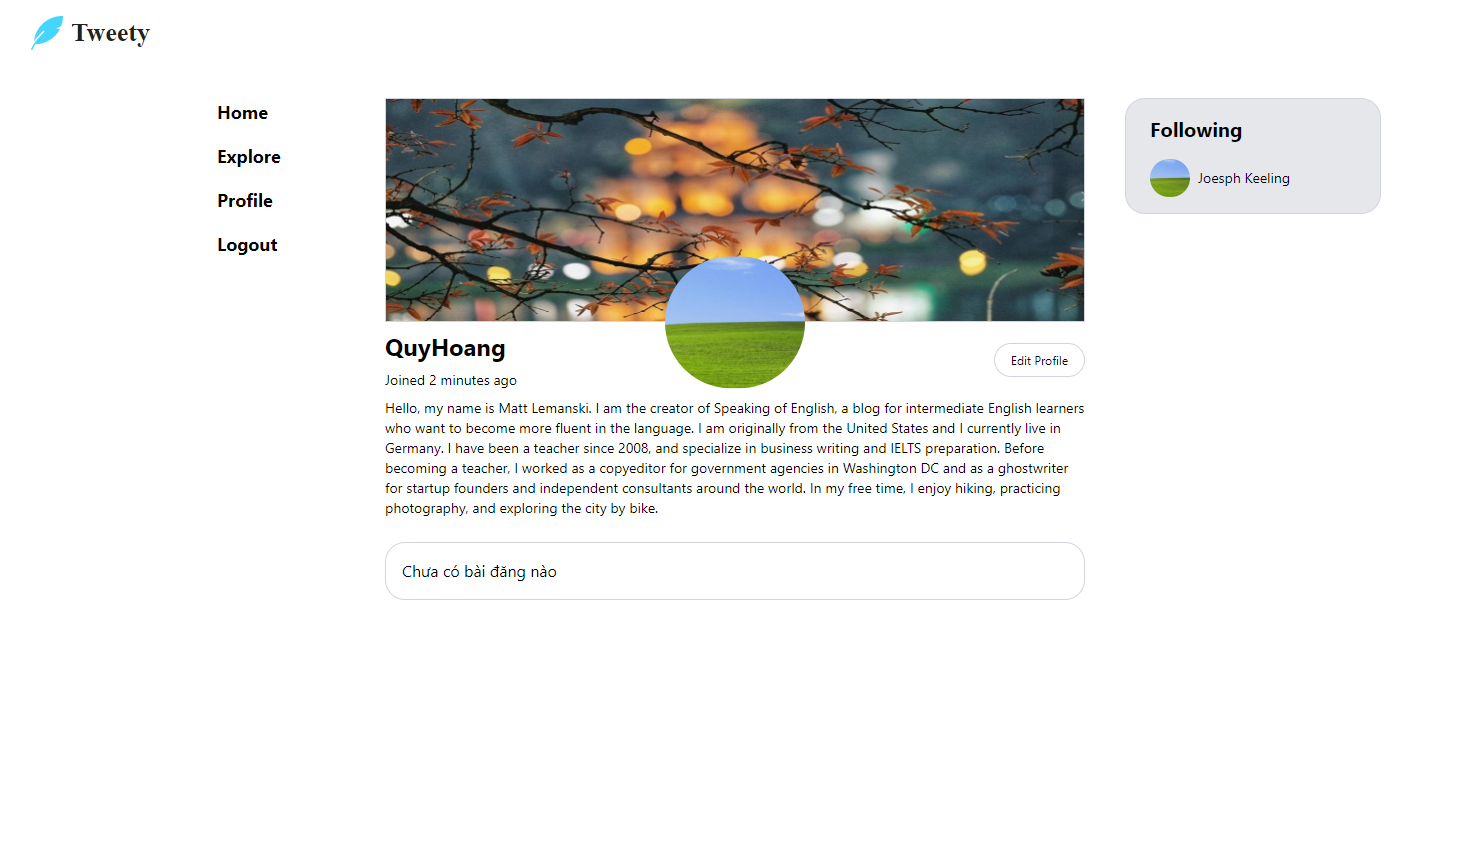 Tweety
Home
Explore
Profile
Logout
QuyHoang
Joined 2 minutes ago
Edit Profile
Hello, my name is Matt Lemanski. I am the creator of Speaking of English, a blog for intermediate English learners
who want to become more fluent in the language. I am originally from the United States and I currently live in
Germany. I have been a teacher since 2008, and specialize in business writing and IELTS preparation. Before
becoming a teacher, I worked as a copyeditor for government agencies in Washington DC and as a ghostwriter
for startup founders and independent consultants around the world. In my free time, I enjoy hiking, practicing
photography, and exploring the city by bike.
Chưa có bài đăng nào
Following
Joesph Keeling